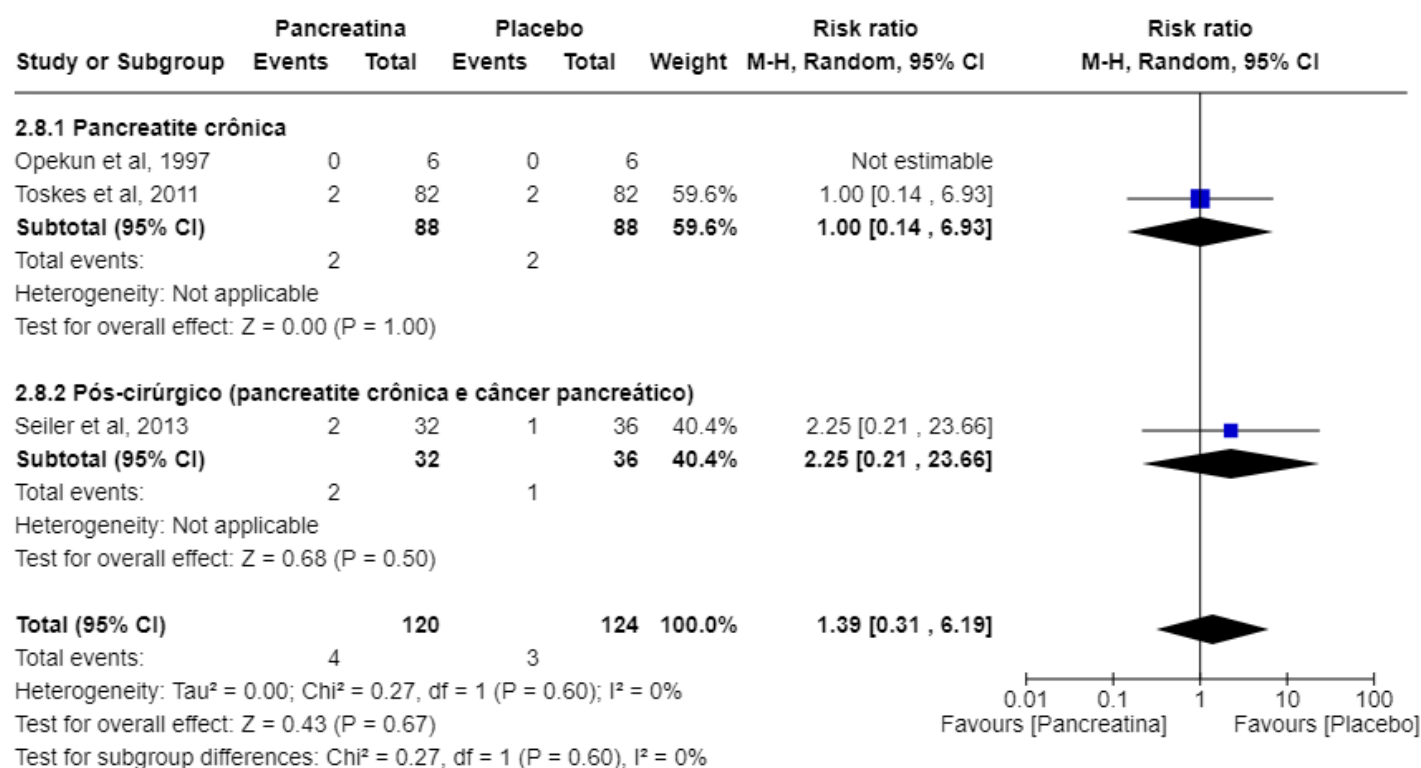 Pancreatina Placebo Risk ratio Risk ratio
Study or Subgroup Events Total Events Total Weight M-H, Random, 95% CI M-H, Random, 95% CI
2.8.1 Pancreatite crônica
Opekun et al, 1997 0 6 0 6 Not estimable
Toskes et al, 2011 2 82 2 82 59.6% 1.00 [0.14 , 6.93]
Subtotal (95% CI) 88 88 59.6% 1.00 [0.14 , 6.93]
Total events: 2 2
Heterogeneity: Not applicable
Test for overall effect: Z = 0.00 (P = 1.00)
2.8.2 Pós-cirúrgico (pancreatite crônica e câncer pancreático)
Seiler et al, 2013 2 32 1 36 40.4% 2.25 [0.21 , 23.66]
Subtotal (95% CI) 32 36 40.4% 2.25 [0.21 , 23.66]
Total events: 2 1
Heterogeneity: Not applicable
Test for overall effect: Z = 0.68 (P = 0.50)
Total (95% CI) 120 124 100.0% 1.39 [0.31 , 6.19]
Total events: 4 3
Heterogeneity: Tau² = 0.00; Chi² = 0.27, df = 1 (P = 0.60); I² = 0%
0.01 0.1 1 10 100
Test for overall effect: Z = 0.43 (P = 0.67) Favours [Pancreatina] Favours [Placebo]
Test for subgroup differences: Chi² = 0.27, df = 1 (P = 0.60), I² = 0%